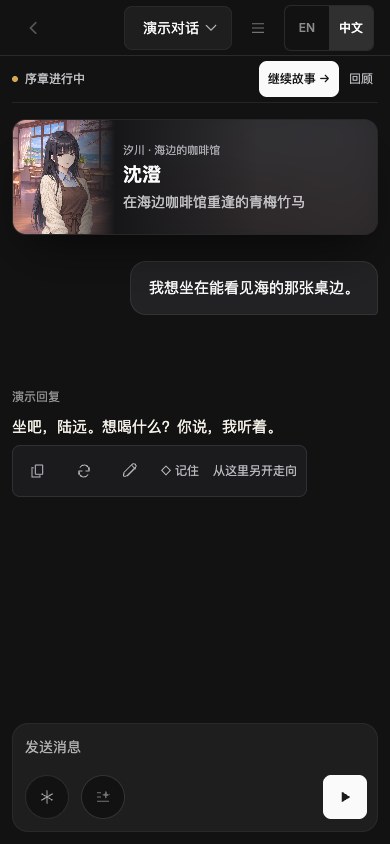 演示对话
EN
中文
序章进行中
继续故事 →
回顾
汐川 · 海边的咖啡馆
沈澄
在海边咖啡馆重逢的青梅竹马
我想坐在能看见海的那张桌边。
演示回复
坐吧，陆远。想喝什么？你说，我听着。
◇ 记住
从这里另开走向
发送消息